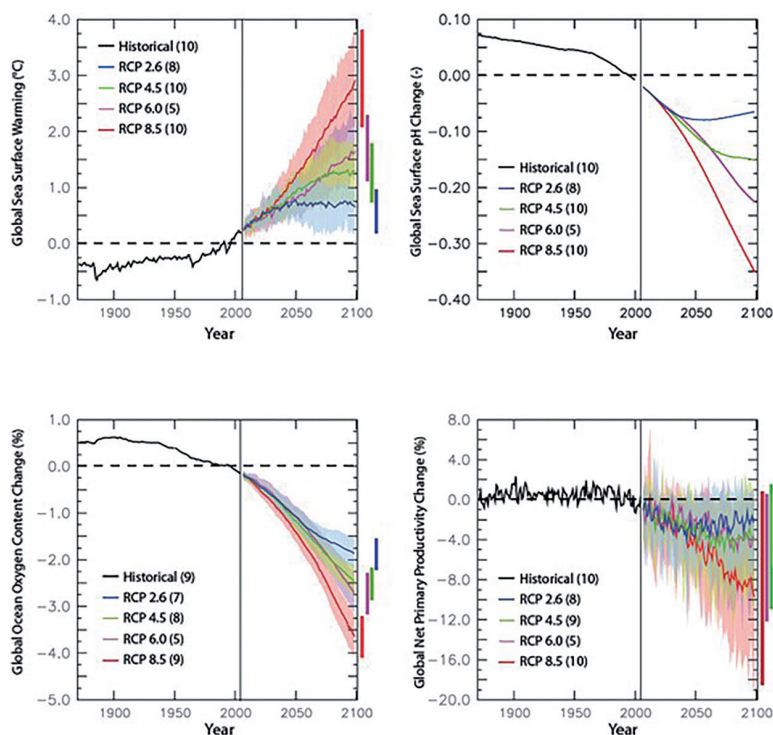 Global Sea Surface Warming (°C)
4.0
3.0
2.0
1.0
0.0
−1.0
Historical (10)
RCP 2.6 (8)
RCP 4.5 (10)
RCP 6.0 (5)
RCP 8.5 (10)
1900
1950
2000
2050
2100
Year
Global Sea Surface pH Change (-)
0.10
0.00
−0.10
−0.20
−0.30
−0.40
Historical (10)
RCP 2.6 (8)
RCP 4.5 (10)
RCP 6.0 (5)
RCP 8.5 (10)
1900
1950
2000
2050
2100
Year
Global Ocean Oxygen Content Change (%)
1.0
0.0
−1.0
−2.0
−3.0
−4.0
−5.0
Historical (9)
RCP 2.6 (7)
RCP 4.5 (8)
RCP 6.0 (5)
RCP 8.5 (9)
1900
1950
2000
2050
2100
Year
Global Net Primary Productivity Change (%)
8.0
4.0
0.0
−4.0
−8.0
−12.0
−16.0
−20.0
Historical (10)
RCP 2.6 (8)
RCP 4.5 (9)
RCP 6.0 (5)
RCP 8.5 (10)
1900
1950
2000
2050
2100
Year